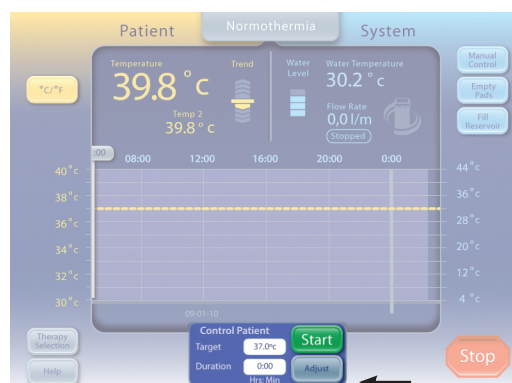 Patient
Normothermia
System
Temperature
39.8 °c
Trend
Temp 2
39.8 ° c
Water
Level
Water Temperature
30.2 ° c
Flow Rate
0,0 l/m
Stopped
°C/°F
Manual
Control
Empty
Pads
Fill
Reservoir
:00
08:00
12:00
16:00
20:00
0:00
40°c
38°c
36°c
34°c
32°c
30°c
44°c
36°c
28°c
20°c
12°c
4 °c
09-01-10
Therapy
Selection
Help
Control Patient
Target
37.0°c
Start
Duration
0:00
Adjust
Hrs: Min
Stop